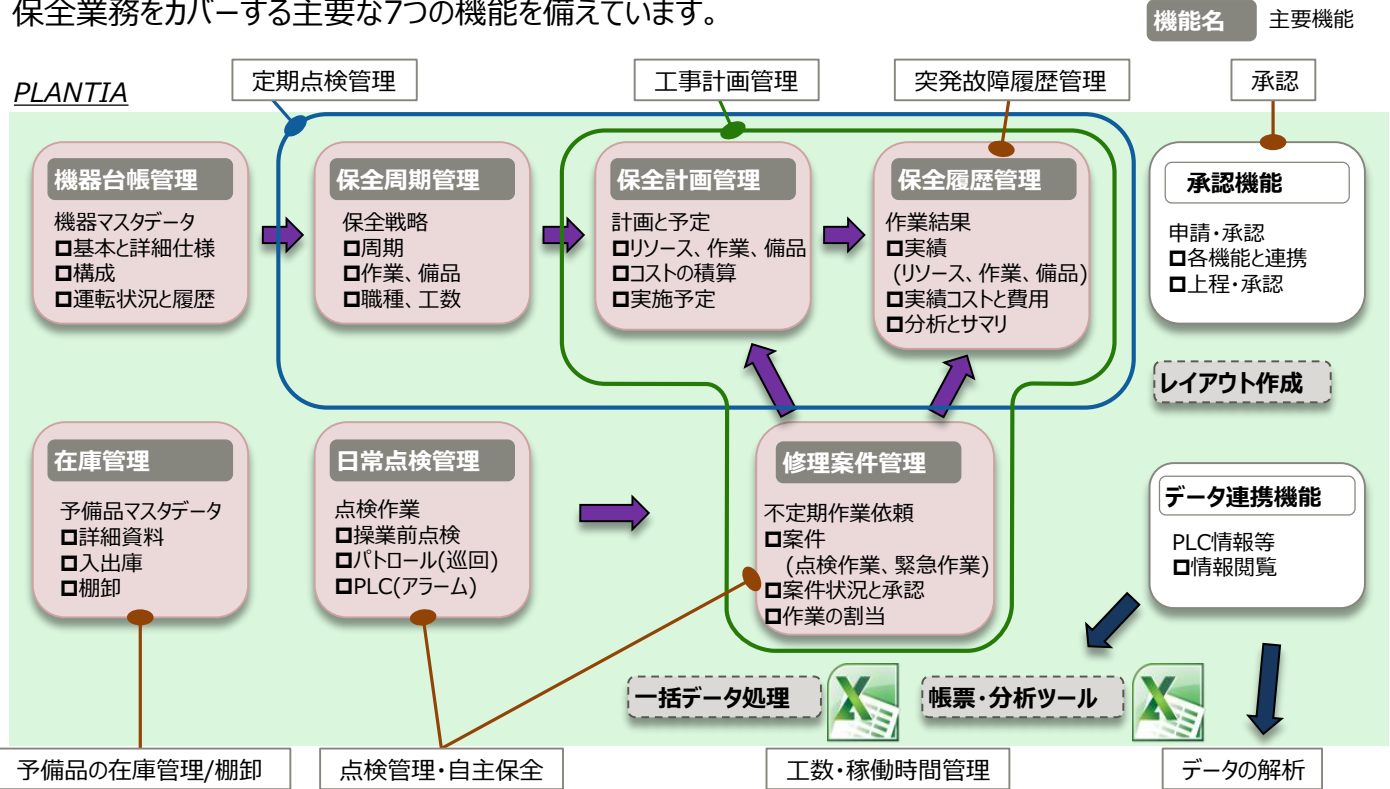 保全業務をカバーする主要な7つの機能を備えています。
機能名 主要機能
PLANTIA
定期点検管理
工事計画管理
突発故障履歴管理
承認
機器台帳管理
機器マスタデータ
基本と詳細仕様
構成
運転状況と履歴
保全周期管理
保全戦略
周期
作業、備品
職種、工数
保全計画管理
計画と予定
リソース、作業、備品
コストの積算
実施予定
保全履歴管理
作業結果
実績
(リソース、作業、備品)
実績コストと費用
分析とサマリ
承認機能
申請・承認
各機能と連携
上程・承認
レイアウト作成
在庫管理
予備品マスタデータ
詳細資料
入出庫
棚卸
日常点検管理
点検作業
操業前点検
パトロール(巡回)
PLC(アラーム)
修理案件管理
不定期作業依頼
案件
(点検作業、緊急作業)
案件状況と承認
作業の割当
データ連携機能
PLC情報等
情報閲覧
一括データ処理
帳票・分析ツール
予備品の在庫管理/棚卸
点検管理・自主保全
工数・稼働時間管理
データの解析